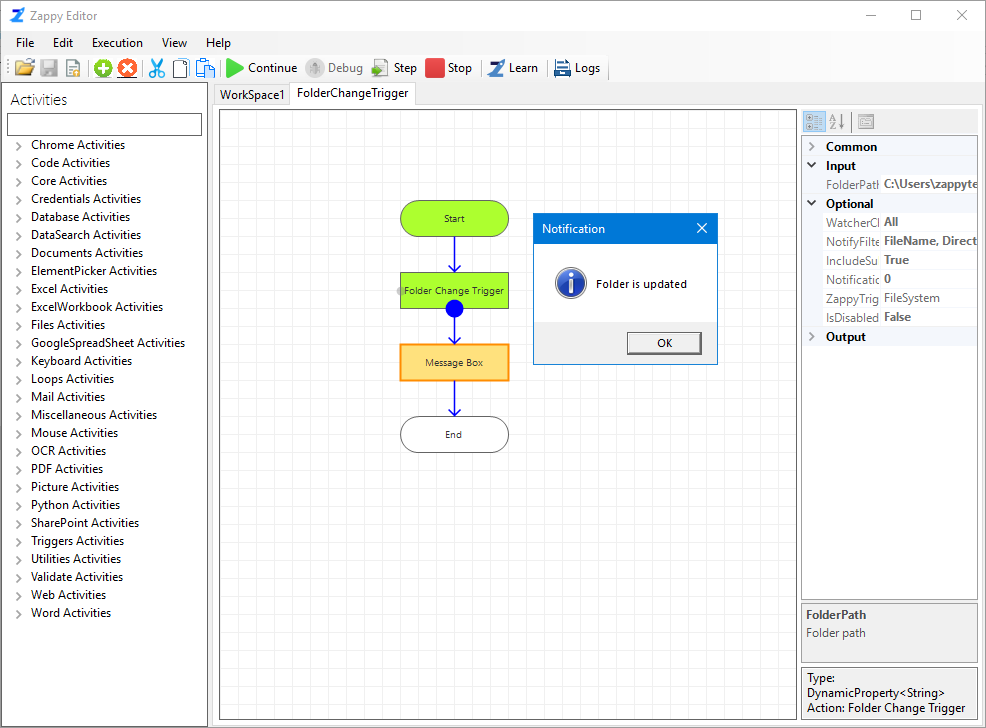 Zappy Editor
File Edit Execution View Help
Continue Debug Step Stop Learn Logs
Activities
Chrome Activities
Code Activities
Core Activities
Credentials Activities
Database Activities
DataSearch Activities
Documents Activities
ElementPicker Activities
Excel Activities
ExcelWorkbook Activities
Files Activities
GoogleSpreadSheet Activities
Keyboard Activities
Loops Activities
Mail Activities
Miscellaneous Activities
Mouse Activities
OCR Activities
PDF Activities
Picture Activities
Python Activities
SharePoint Activities
Triggers Activities
Utilities Activities
Validate Activities
Web Activities
Word Activities
WorkSpace1 FolderChangeTrigger
Start
Folder Change Trigger
Message Box
End
Notification
Folder is updated
OK
Common
Input
FolderPath C:\Users\zappyte
Optional
WatcherCl All
NotifyFilte FileName, Direct
IncludeSu True
Notificatio 0
ZappyTrig FileSystem
IsDisabled False
Output
FolderPath
Folder path
Type:
DynamicProperty<String>
Action: Folder Change Trigger